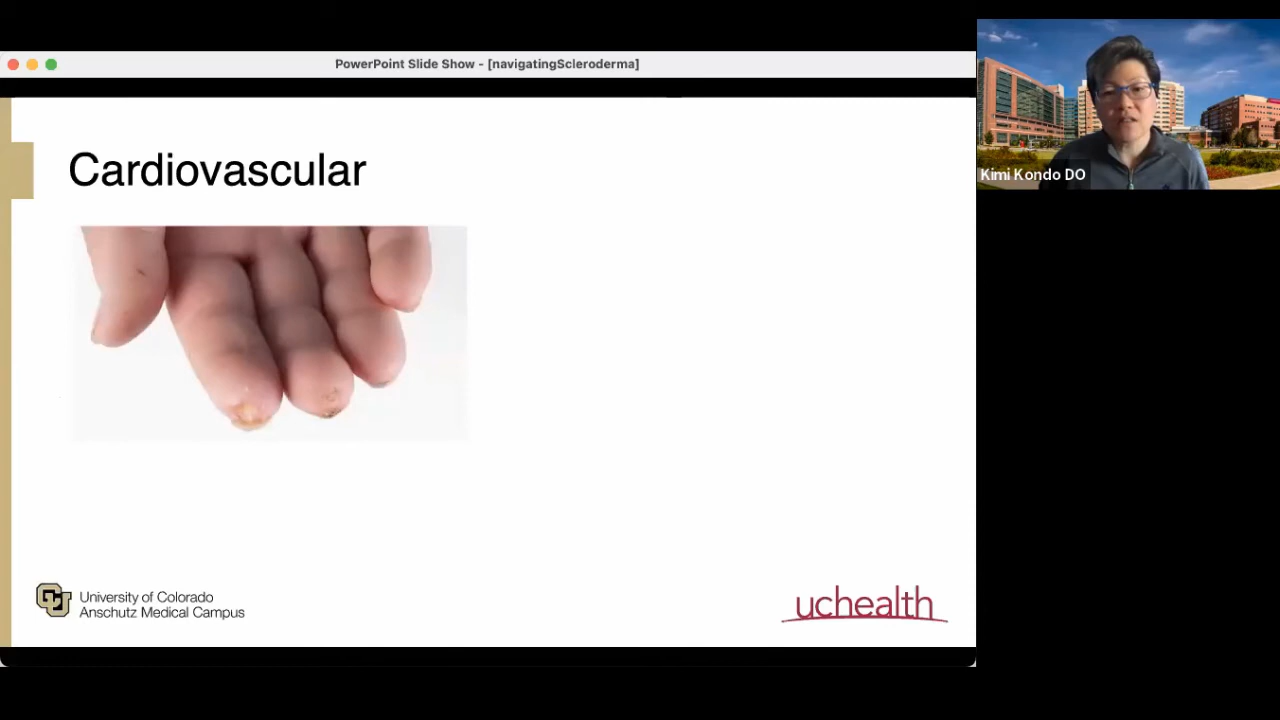 PowerPoint Slide Show - [navigatingScleroderma]
Cardiovascular
Kimi Kondo DO
University of Colorado
Anschutz Medical Campus
uchealth